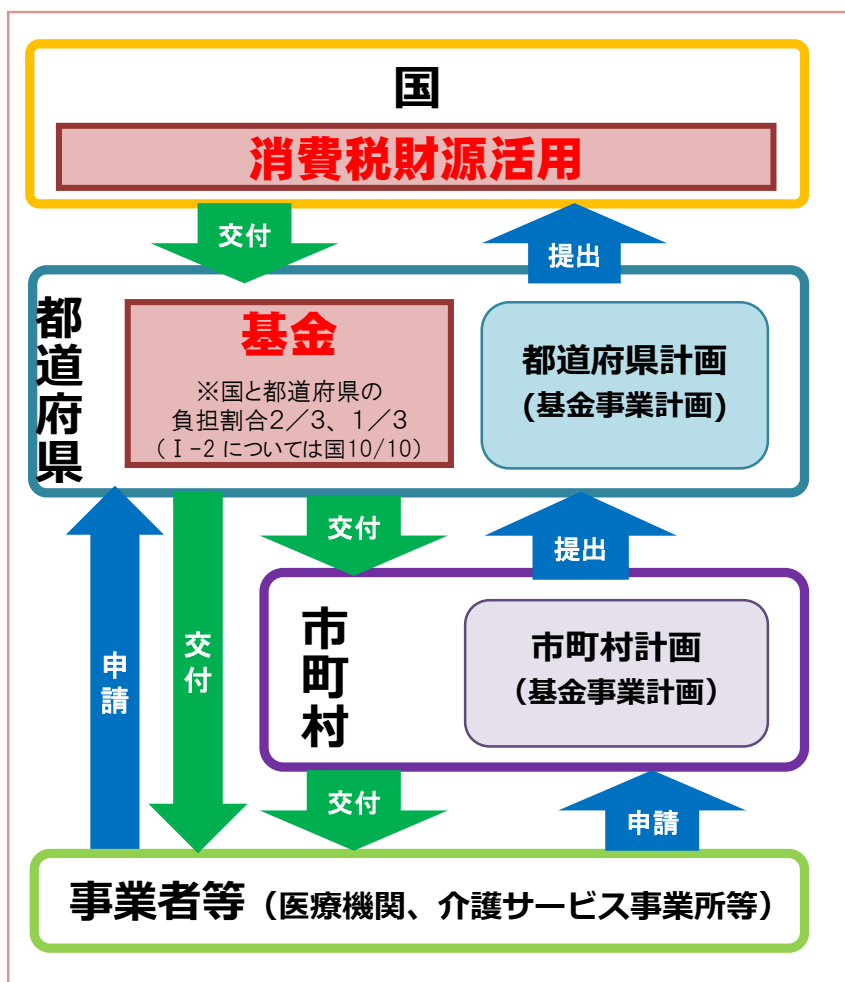 国
消費税財源活用
交付
提出
都道府県
基金
※国と都道府県の
負担割合2/3、1/3
(Ⅰ-2については国10/10)
都道府県計画
(基金事業計画)
交付
提出
申請
交付
市町村
市町村計画
(基金事業計画)
交付
申請
事業者等(医療機関、介護サービス事業所等)